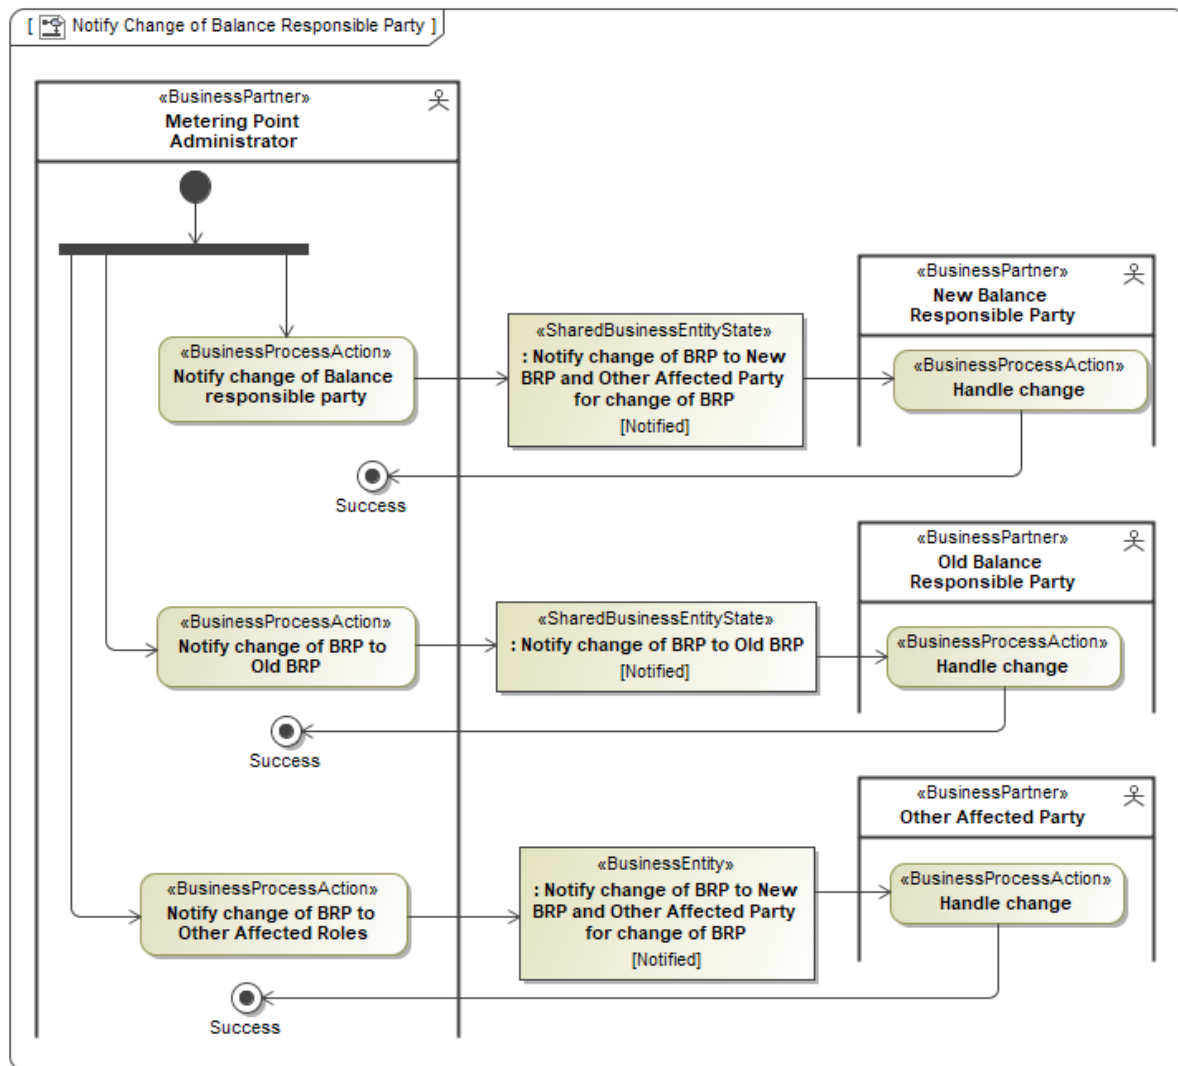 [ Notify Change of Balance Responsible Party ]
«BusinessPartner»
Metering Point
Administrator
«BusinessProcessAction»
Notify change of Balance
responsible party
«SharedBusinessEntityState»
: Notify change of BRP to New
BRP and Other Affected Party
for change of BRP
[Notified]
«BusinessPartner»
New Balance
Responsible Party
«BusinessProcessAction»
Handle change
Success
«BusinessProcessAction»
Notify change of BRP to
Old BRP
«SharedBusinessEntityState»
: Notify change of BRP to Old BRP
[Notified]
«BusinessPartner»
Old Balance
Responsible Party
«BusinessProcessAction»
Handle change
Success
«BusinessProcessAction»
Notify change of BRP to
Other Affected Roles
«BusinessEntity»
: Notify change of BRP to New
BRP and Other Affected Party
for change of BRP
[Notified]
«BusinessPartner»
Other Affected Party
«BusinessProcessAction»
Handle change
Success